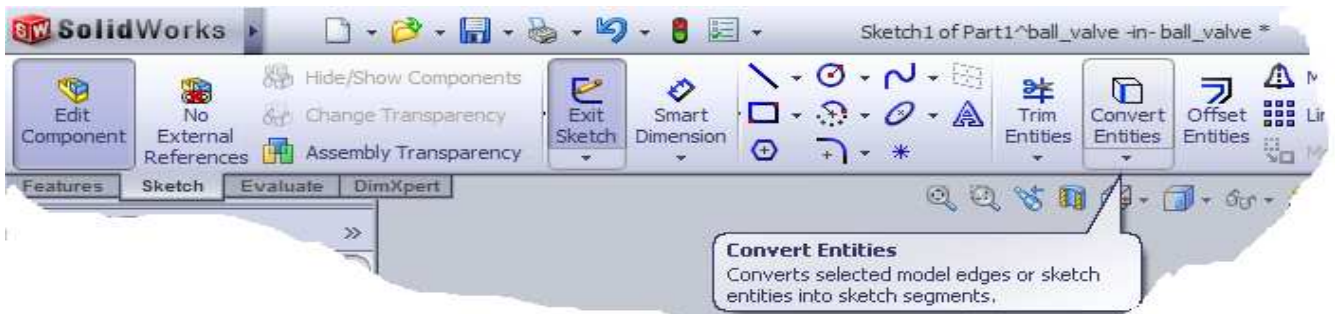 SolidWorks
Sketch1 of Part1^ball_valve -in- ball_valve *
Edit Component
No External References
Hide/Show Components
Change Transparency
Assembly Transparency
Exit Sketch
Smart Dimension
Trim Entities
Convert Entities
Offset Entities
Features Sketch Evaluate DimXpert
Convert Entities
Converts selected model edges or sketch
entities into sketch segments.